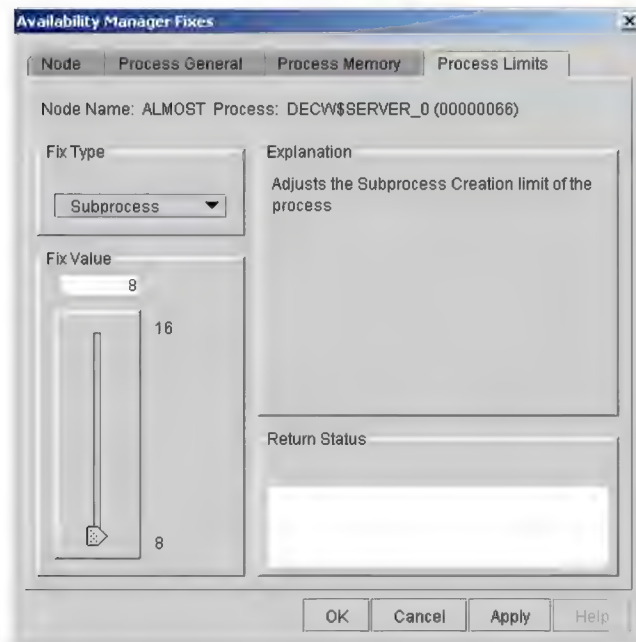 Availability Manager Fixes
Node Process General Process Memory Process Limits
Node Name: ALMOST Process: DECW$SERVER_0 (00000066)
Fix Type
Subprocess
Explanation
Adjusts the Subprocess Creation limit of the
process
Fix Value
8
16
8
Return Status
OK Cancel Apply Help